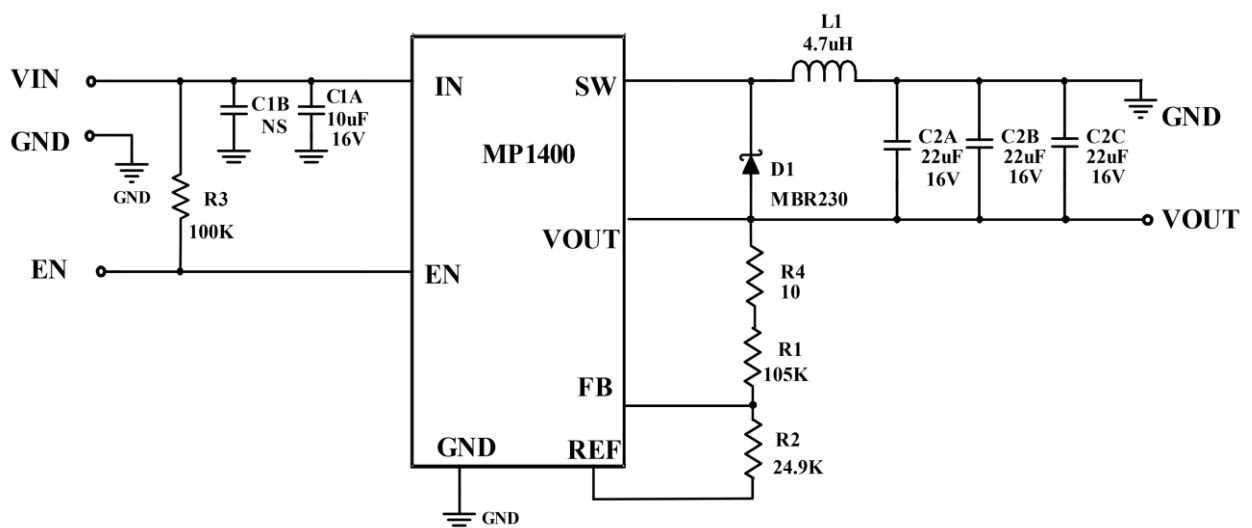 L1
4.7uH
VIN
IN
SW
C1B
NS
C1A
10uF
16V
GND
GND
MP1400
GND
C2A
22uF
16V
C2B
22uF
16V
C2C
22uF
16V
D1
MBR230
R3
100K
VOUT
VOUT
EN
EN
R4
10
R1
105K
FB
GND
REF
R2
24.9K
GND